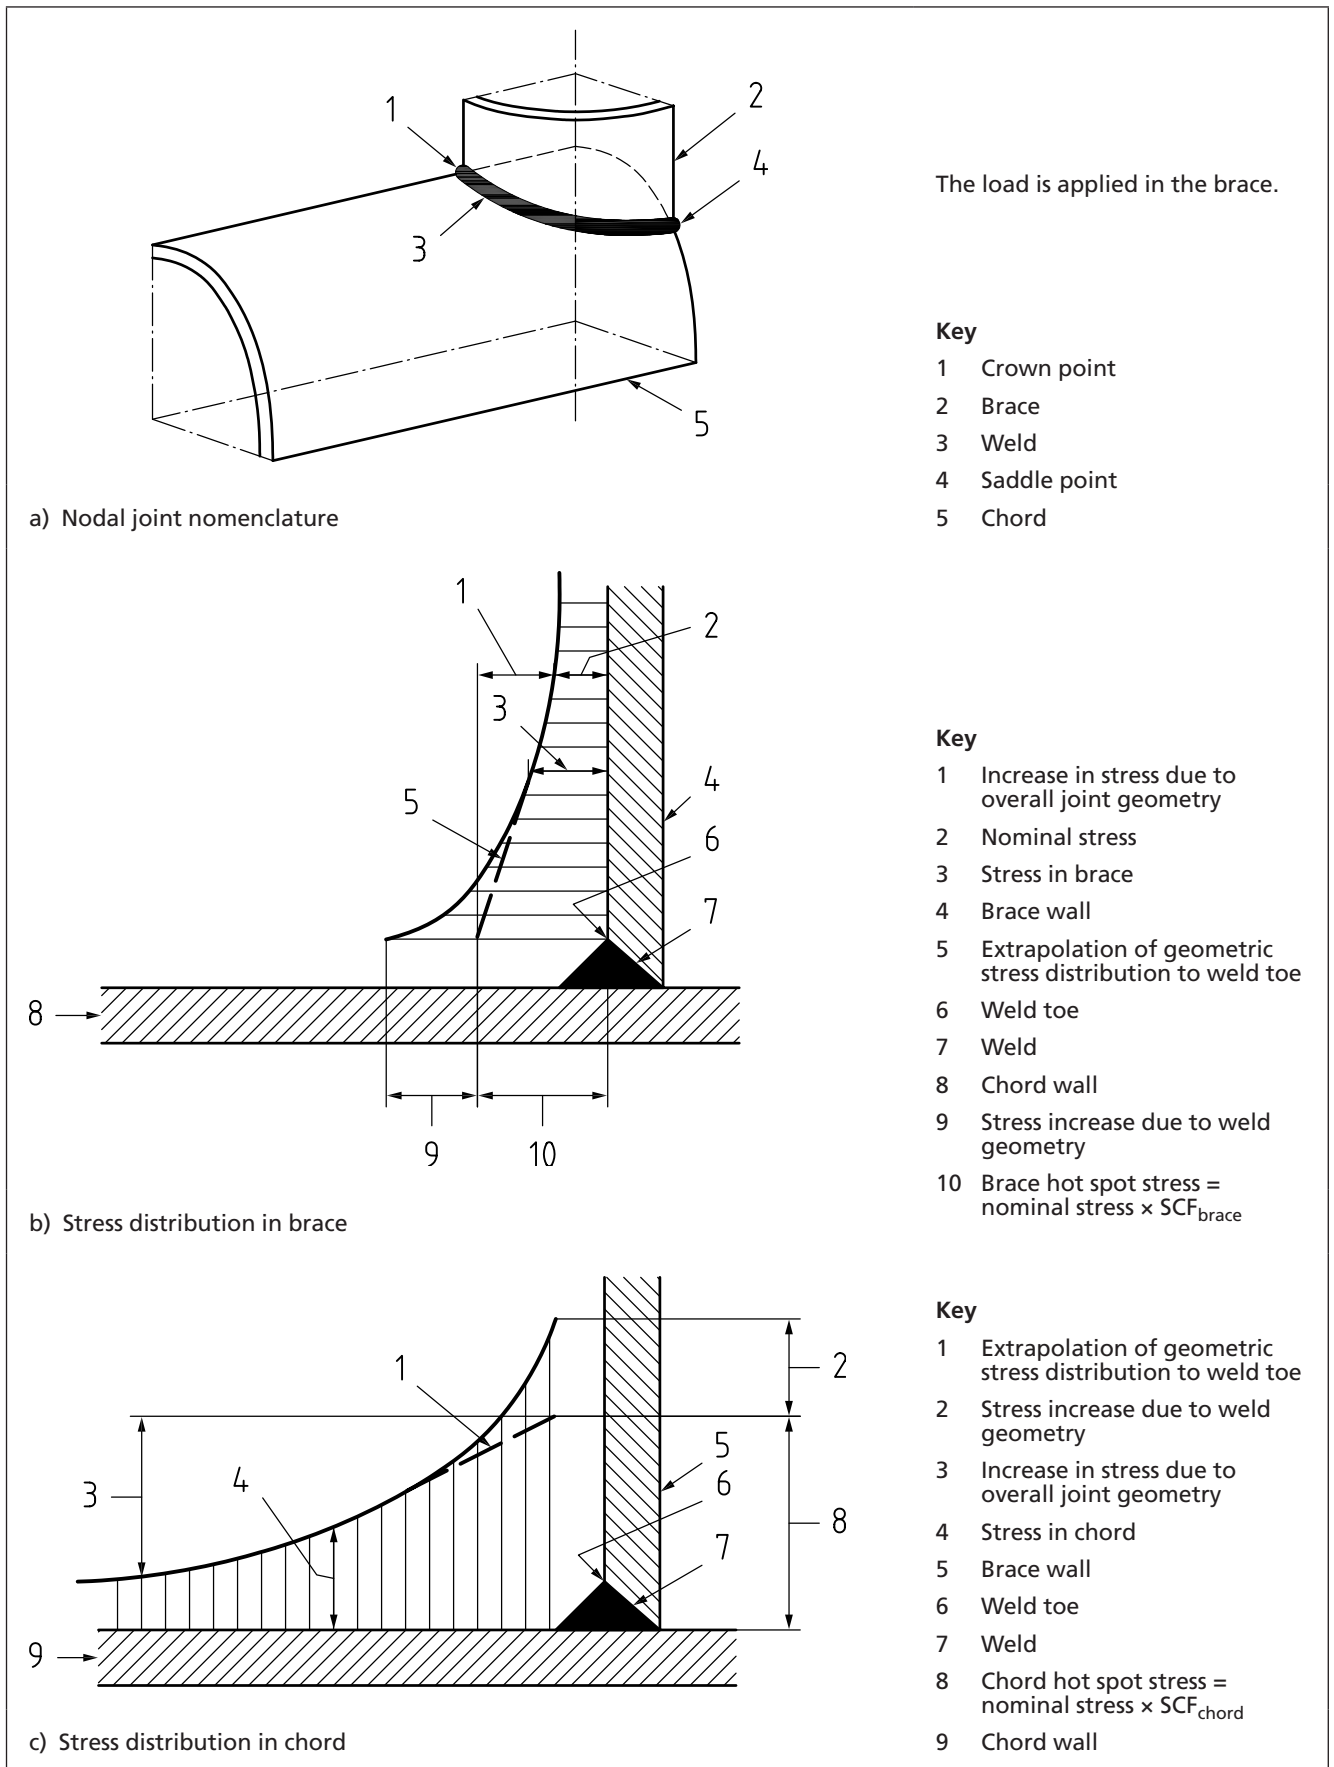 1
2
4
3
5
The load is applied in the brace.
Key
1 Crown point
2 Brace
3 Weld
4 Saddle point
5 Chord
a) Nodal joint nomenclature
1
2
3
4
5
6
7
8
9
10
Key
1 Increase in stress due to
overall joint geometry
2 Nominal stress
3 Stress in brace
4 Brace wall
5 Extrapolation of geometric
stress distribution to weld toe
6 Weld toe
7 Weld
8 Chord wall
9 Stress increase due to weld
geometry
10 Brace hot spot stress =
nominal stress × SCFbrace
b) Stress distribution in brace
1
2
3
4
5
6
7
8
9
Key
1 Extrapolation of geometric
stress distribution to weld toe
2 Stress increase due to weld
geometry
3 Increase in stress due to
overall joint geometry
4 Stress in chord
5 Brace wall
6 Weld toe
7 Weld
8 Chord hot spot stress =
nominal stress × SCFchord
9 Chord wall
c) Stress distribution in chord